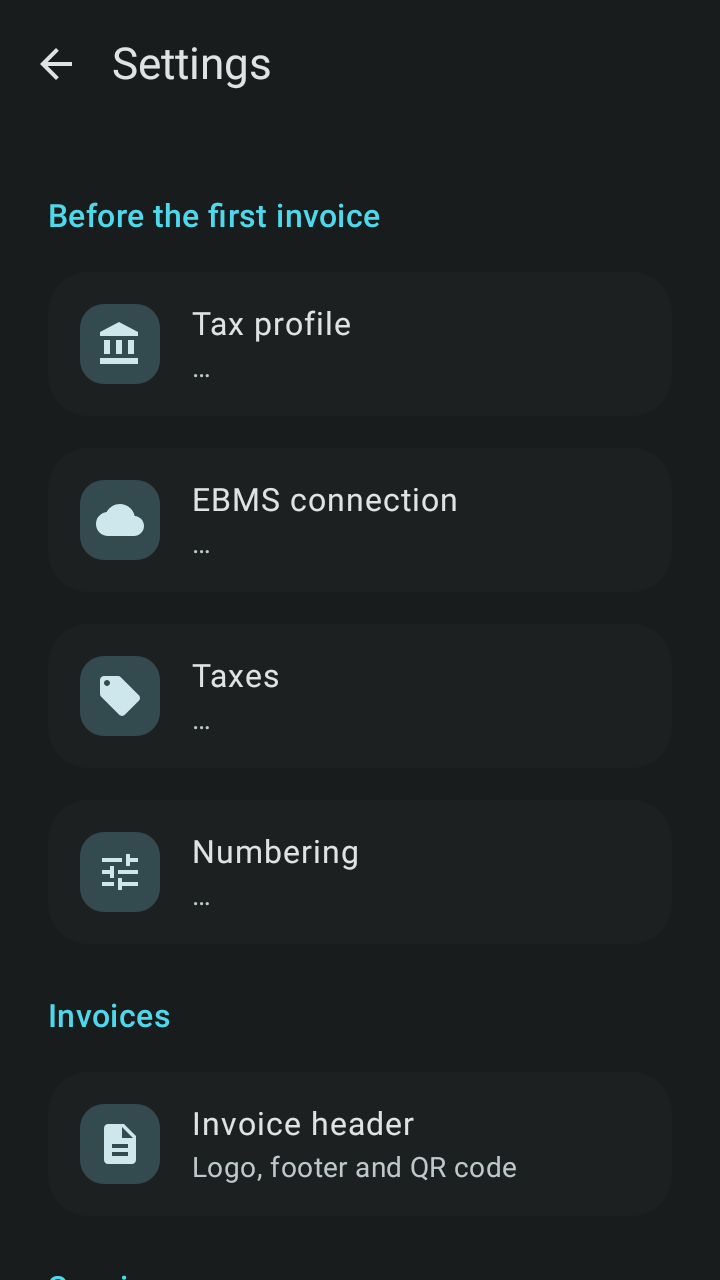 Settings
Before the first invoice
Tax profile
…
EBMS connection
…
Taxes
…
Numbering
…
Invoices
Invoice header
Logo, footer and QR code